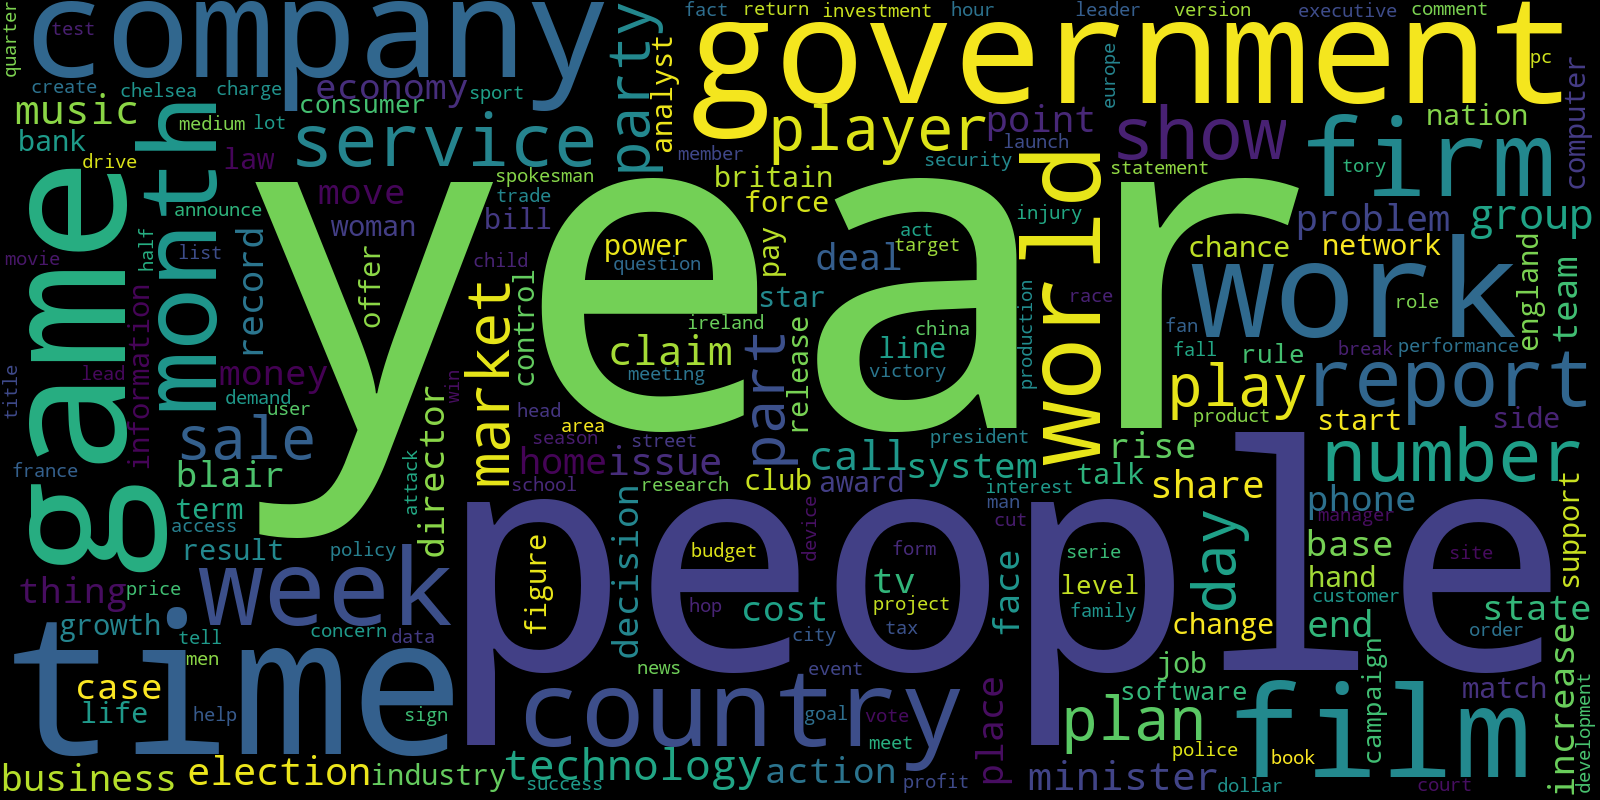 company
government
fact
return
investment
hour
leader
version
executive
comment
quarter
test
party
analyst
europe
pc
create
chelsea
charge
economy
sport
consumer
music
month
medium
lot
bank
service
player
point
show
firm
nation
computer
drive
law
member
launch
security
statement
tory
spokesman
britain
world
game
move
trade
force
announce
woman
bill
year
act
injury
problem
group
half
list
record
offer
power
question
pay
deal
target
chance
network
movie
child
work
england
team
information
control
star
production
race
role
market
ireland
china
fan
claim
part
release
line
fall
rule
break
performance
title
lead
money
meeting
victory
play
report
demand
win
user
director
head
area
product
start
side
sale
season
street
president
rise
number
france
blair
home
issue
call
system
talk
share
attack
school
research
club
award
interest
phone
term
man
manager
access
cut
people
result
policy
decision
device
budget
form
serie
day
base
site
support
thing
price
week
figure
tv
level
hand
customer
hop
cost
project
face
family
state
growth
tell
concern
data
city
tax
change
end
order
time
men
news
event
job
increase
case
country
place
software
campaign
match
life
help
sign
goal
vote
plan
film
development
meet
police
book
business
election
industry
technology
action
profit
minister
success
dollar
court